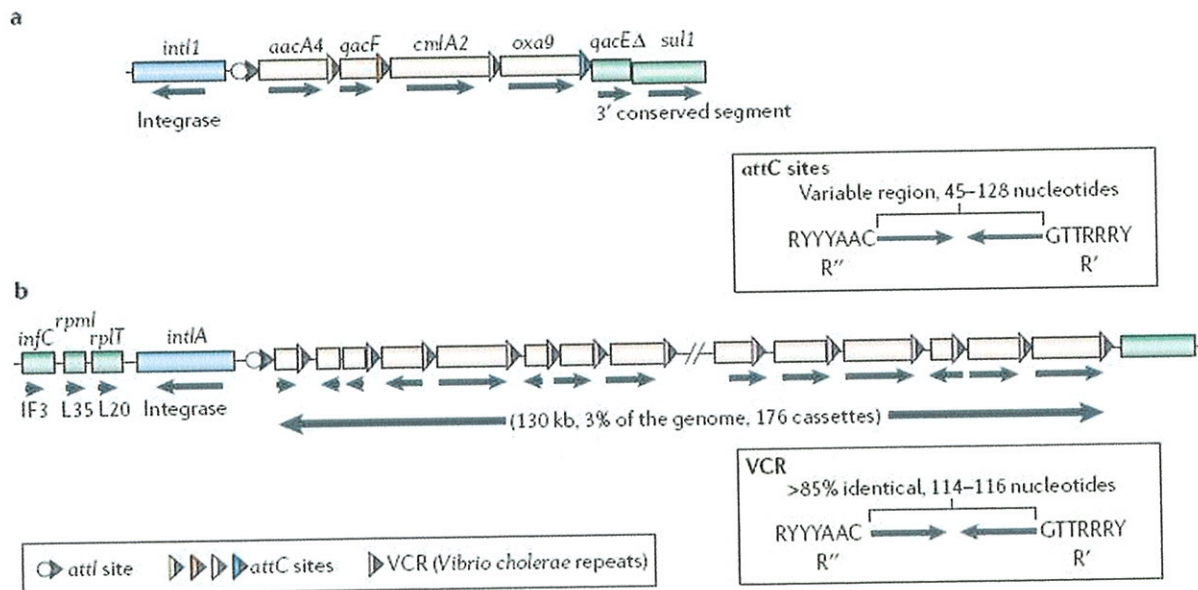 a
intI1 aacA4 qacF cmlA2 oxa9 qacEΔ sul1
Integrase
3′ conserved segment
attC sites
Variable region, 45–128 nucleotides
RYYYAAC GTTRRRY
R″ R′
b
infC rpmI rplT intIA
IF3 L35 L20 Integrase
(130 kb, 3% of the genome, 176 cassettes)
VCR
>85% identical, 114–116 nucleotides
RYYYAAC GTTRRRY
R″ R′
attI site attC sites VCR (Vibrio cholerae repeats)